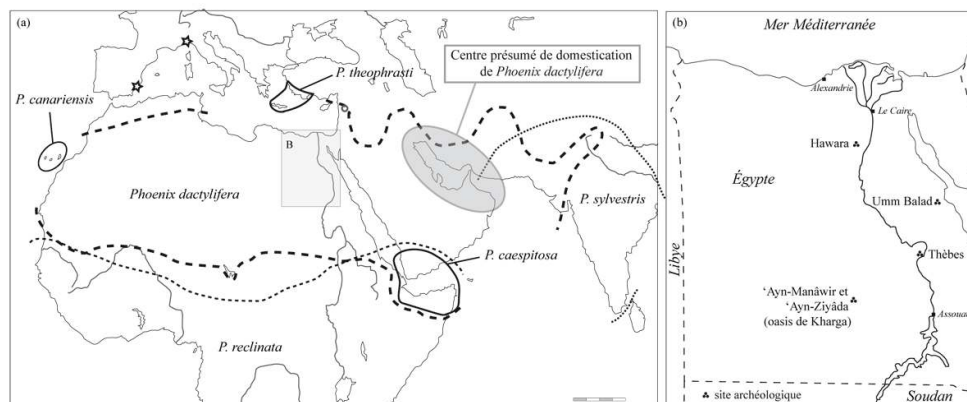 (a)
Centre présumé de domestication
de Phoenix dactylifera
P. theophrasti
P. canariensis
B
Phoenix dactylifera
P. sylvestris
P. caespitosa
P. reclinata
(b)
Mer Méditerranée
Alexandrie
Le Caire
Hawara
Égypte
Umm Balad
Libye
Thèbes
‘Ayn-Manâwir et
‘Ayn-Ziyâda
(oasis de Kharga)
Assouan
site archéologique
Soudan